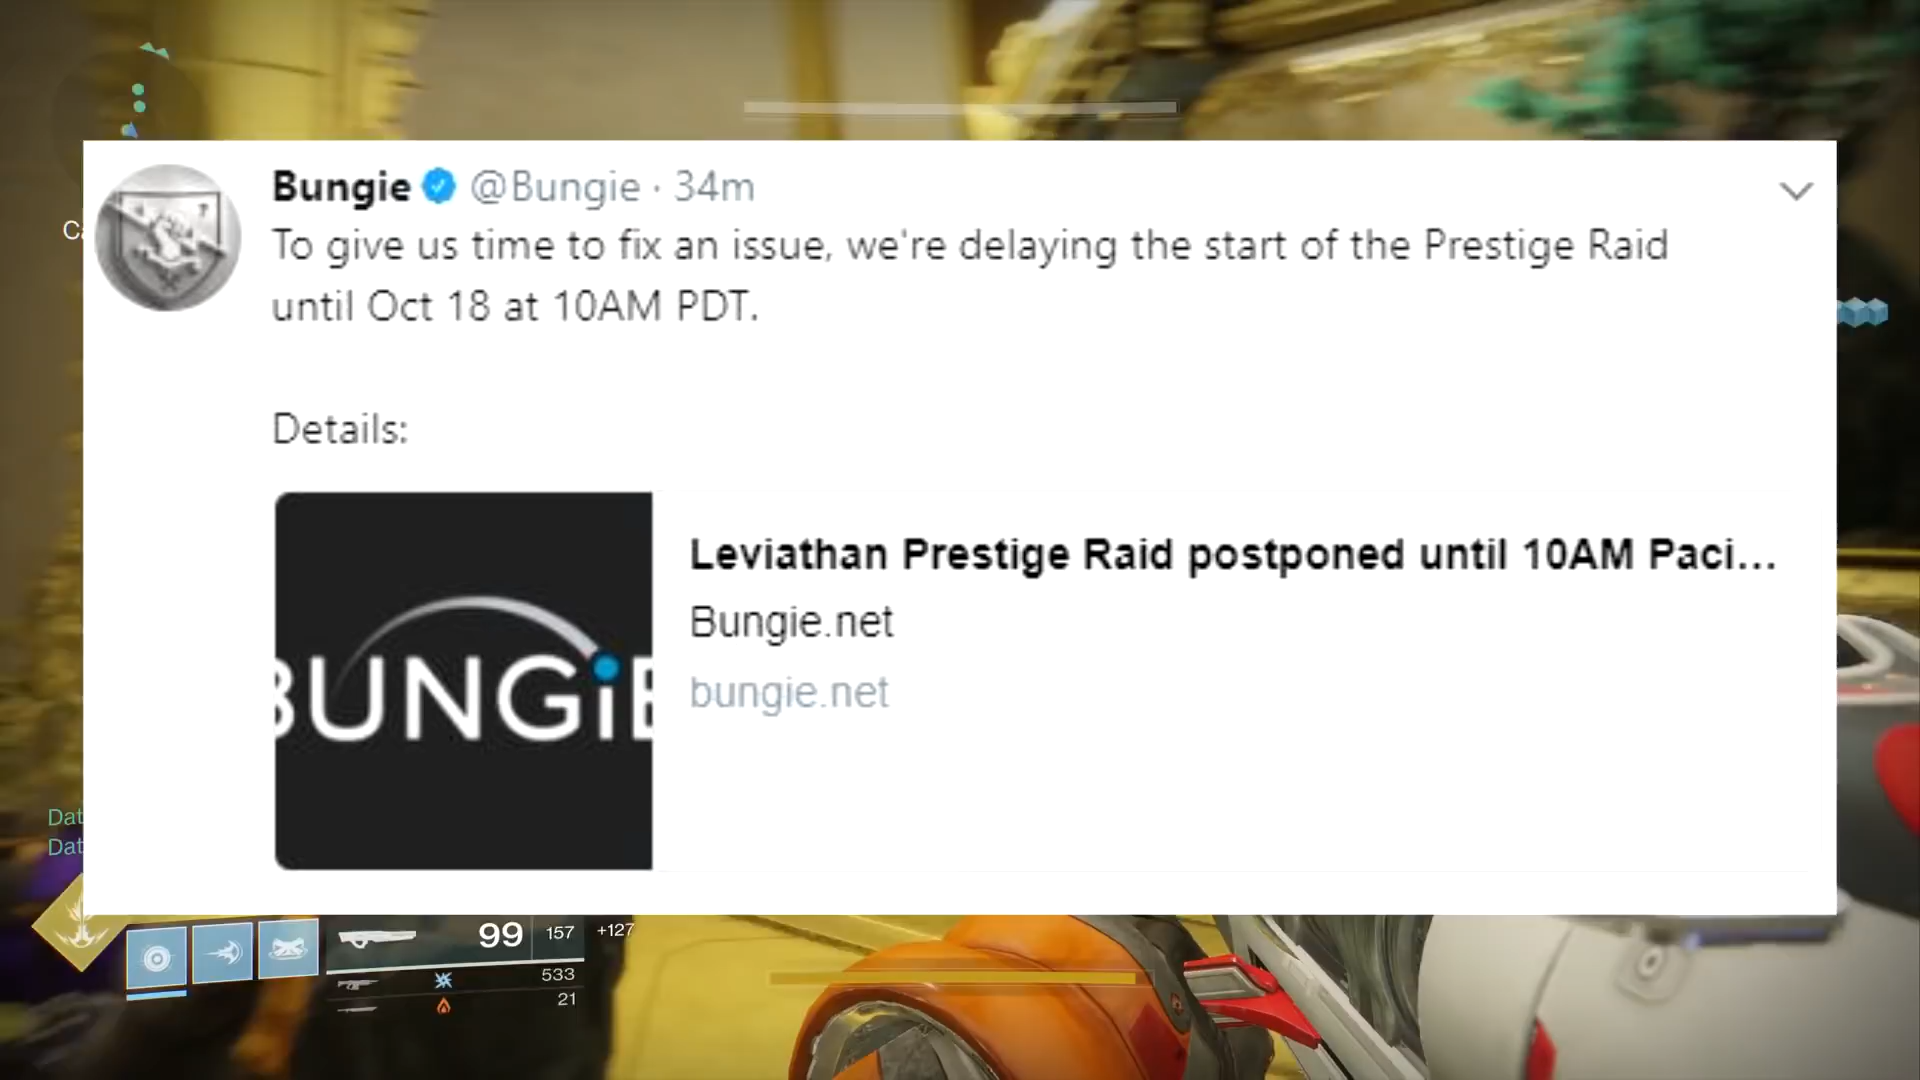 Bungie @Bungie · 34m
To give us time to fix an issue, we're delaying the start of the Prestige Raid
until Oct 18 at 10AM PDT.
Details:
BUNGiE
Leviathan Prestige Raid postponed until 10AM Paci...
Bungie.net
bungie.net
Dat
Dat
99 157 +127
533
21